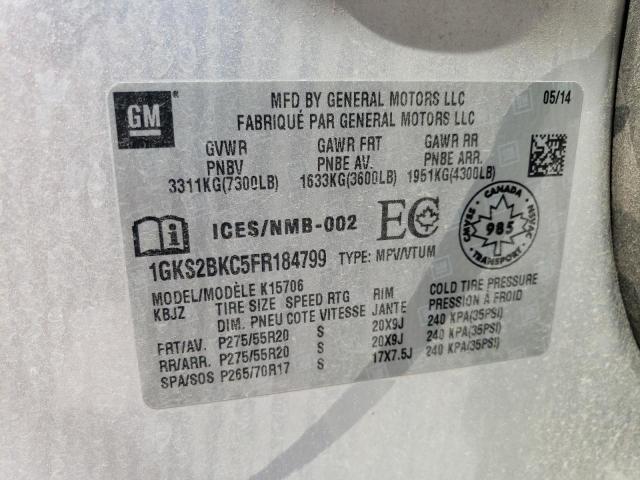 GM
MFD BY GENERAL MOTORS LLC 05/14
FABRIQUÉ PAR GENERAL MOTORS LLC
GVWR GAWR FRT GAWR RR
PNBV PNBE AV. PNBE ARR.
3311KG(7300LB) 1633KG(3600LB) 1951KG(4300LB)
ICES/NMB-002 EC
CANADA
CMVSS 985 NSVAC
TRANSPORT
1GKS2BKC5FR184799 TYPE: MPV/VTUM
MODEL/MODÈLE K15706
KBJZ TIRE SIZE SPEED RTG RIM COLD TIRE PRESSURE
DIM. PNEU COTE VITESSE JANTE PRESSION A FROID
FRT/AV. P275/55R20 S 20X9J 240 KPA(35PSI)
RR/ARR. P275/55R20 S 20X9J 240 KPA(35PSI)
SPA/SOS P265/70R17 S 17X7.5J 240 KPA(35PSI)